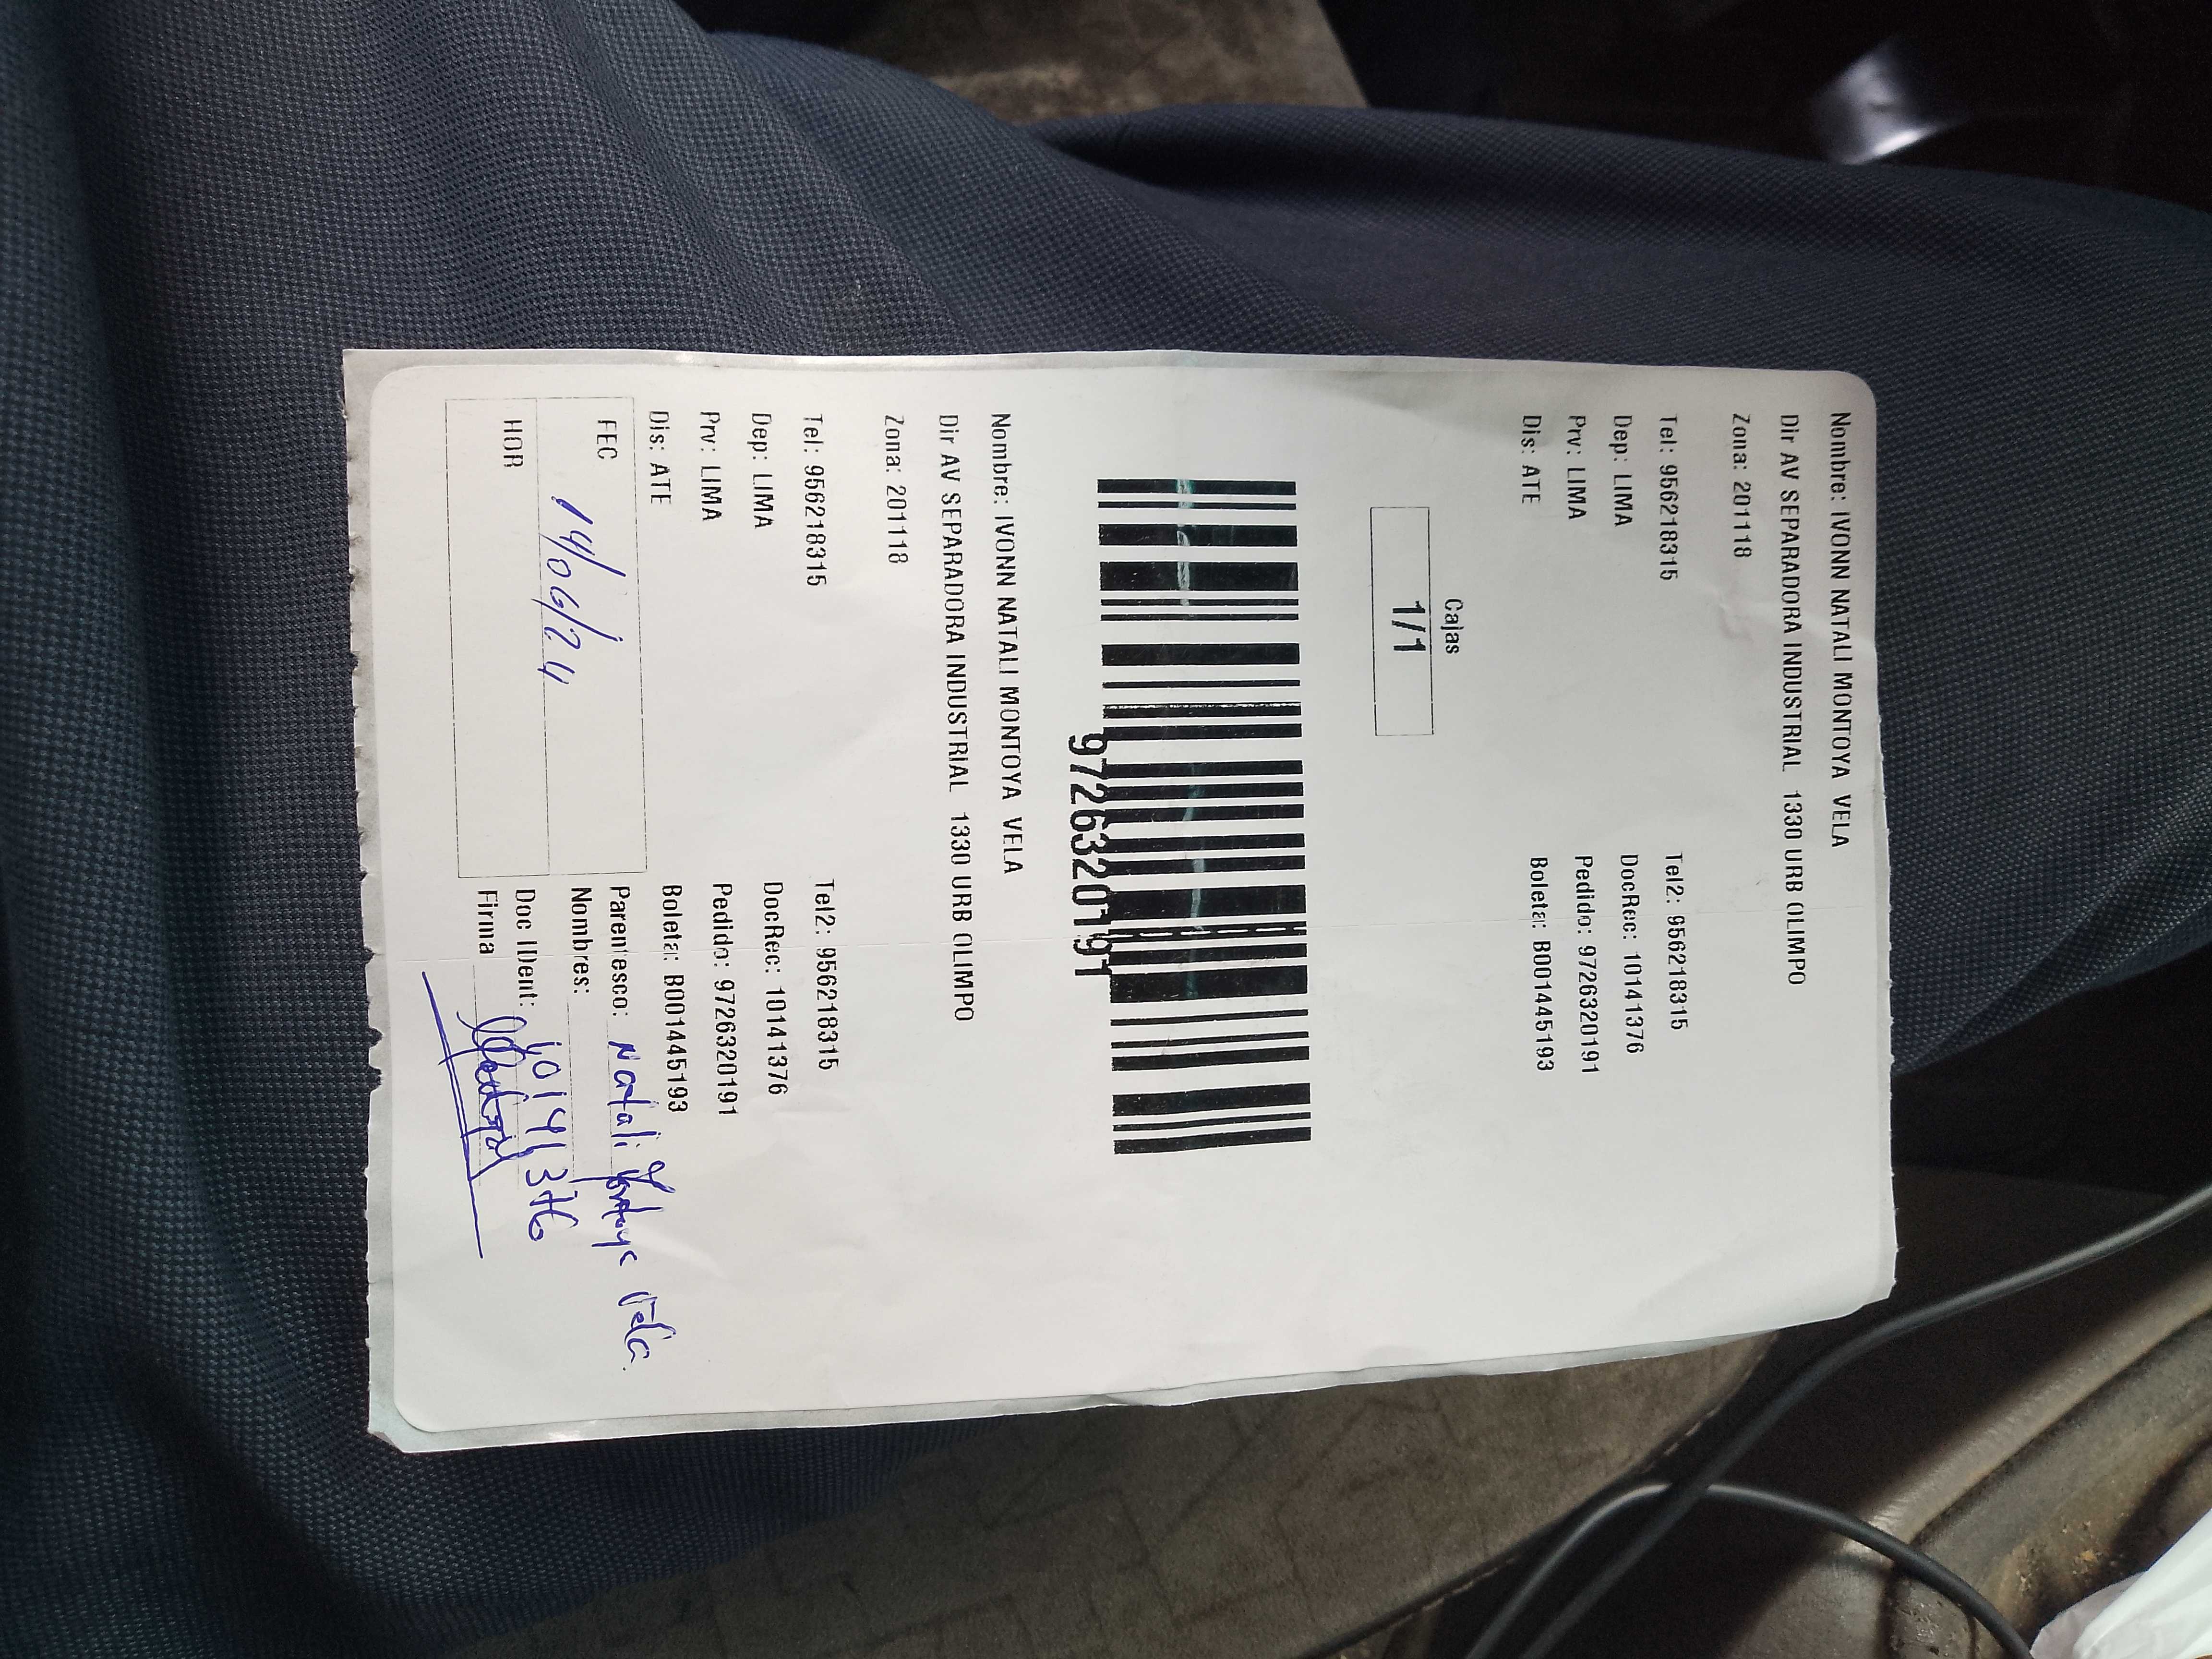 Nombre: IVONN NATALI MONTOYA VELA
Dir AV SEPARADORA INDUSTRIAL 1330 URB OLIMPO
Zona: 201118
Tel: 956218315 Tel2: 956218315
Dep: LIMA DocRec: 10141376
Prv: LIMA Pedido: 9726320191
Dis: ATE Boleta: B001445193
Cajas
1/1
9726320191
Nombre: IVONN NATALI MONTOYA VELA
Dir AV SEPARADORA INDUSTRIAL 1330 URB OLIMPO
Zona: 201118
Tel: 956218315 Tel2: 956218315
Dep: LIMA DocRec: 10141376
Prv: LIMA Pedido: 9726320191
Dis: ATE Boleta: B001445193
FEC 14/06/24 Parentesco: Natali Montoya Vela.
Nombres:
HOR Doc IDent: 10141376
Firma